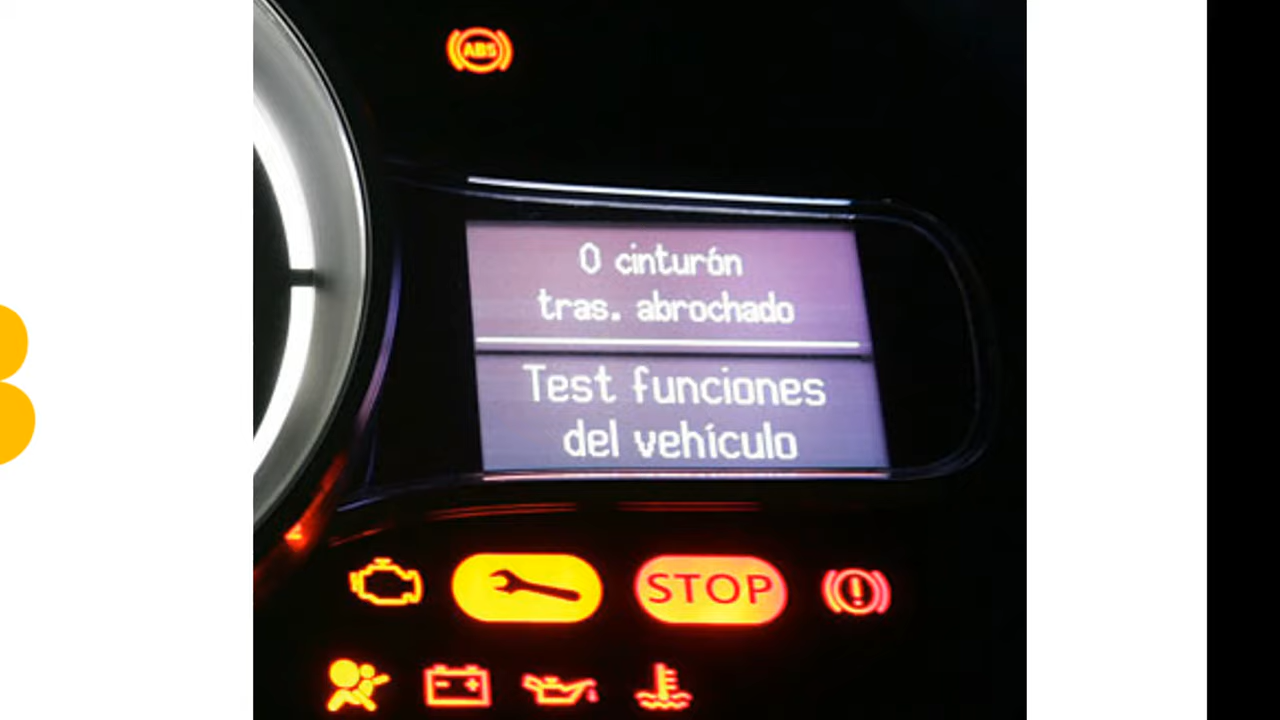 ABS
0 cinturón
tras. abrochado
Test funciones
del vehículo
STOP